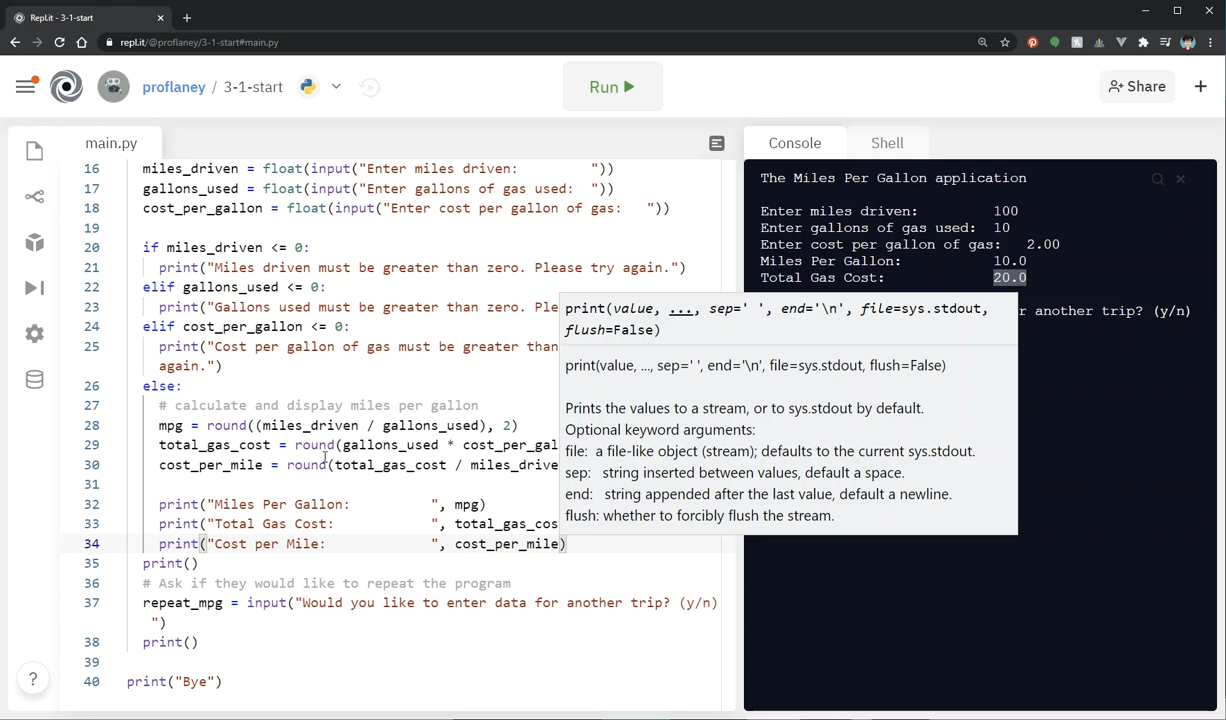 Repl.it - 3-1-start
repl.it/@proflaney/3-1-start#main.py
proflaney / 3-1-start
Run
Share
main.py
16 miles_driven = float(input("Enter miles driven:          "))
17 gallons_used = float(input("Enter gallons of gas used:  "))
18 cost_per_gallon = float(input("Enter cost per gallon of gas:   "))
19
20 if miles_driven <= 0:
21 print("Miles driven must be greater than zero. Please try again.")
22 elif gallons_used <= 0:
23 print("Gallons used must be greater than zero. Ple
24 elif cost_per_gallon <= 0:
25 print("Cost per gallon of gas must be greater than
again.")
26 else:
27 # calculate and display miles per gallon
28 mpg = round((miles_driven / gallons_used), 2)
29 total_gas_cost = round(gallons_used * cost_per_gal
30 cost_per_mile = round(total_gas_cost / miles_drive
31
32 print("Miles Per Gallon:          ", mpg)
33 print("Total Gas Cost:            ", total_gas_cos
34 print("Cost per Mile:             ", cost_per_mile)
35 print()
36 # Ask if they would like to repeat the program
37 repeat_mpg = input("Would you like to enter data for another trip? (y/n)
")
38 print()
39
40 print("Bye")
print(value, ..., sep=' ', end='\n', file=sys.stdout,
flush=False)
print(value, ..., sep=' ', end='\n', file=sys.stdout, flush=False)
Prints the values to a stream, or to sys.stdout by default.
Optional keyword arguments:
file: a file-like object (stream); defaults to the current sys.stdout.
sep: string inserted between values, default a space.
end: string appended after the last value, default a newline.
flush: whether to forcibly flush the stream.
Console
Shell
The Miles Per Gallon application
Enter miles driven:         100
Enter gallons of gas used:  10
Enter cost per gallon of gas:   2.00
Miles Per Gallon:           10.0
Total Gas Cost:             20.0
r another trip? (y/n)
?